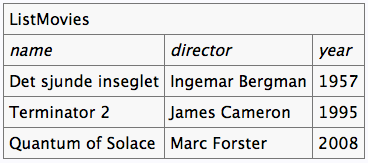 ListMovies
name director year
Det sjunde inseglet Ingemar Bergman 1957
Terminator 2 James Cameron 1995
Quantum of Solace Marc Forster 2008